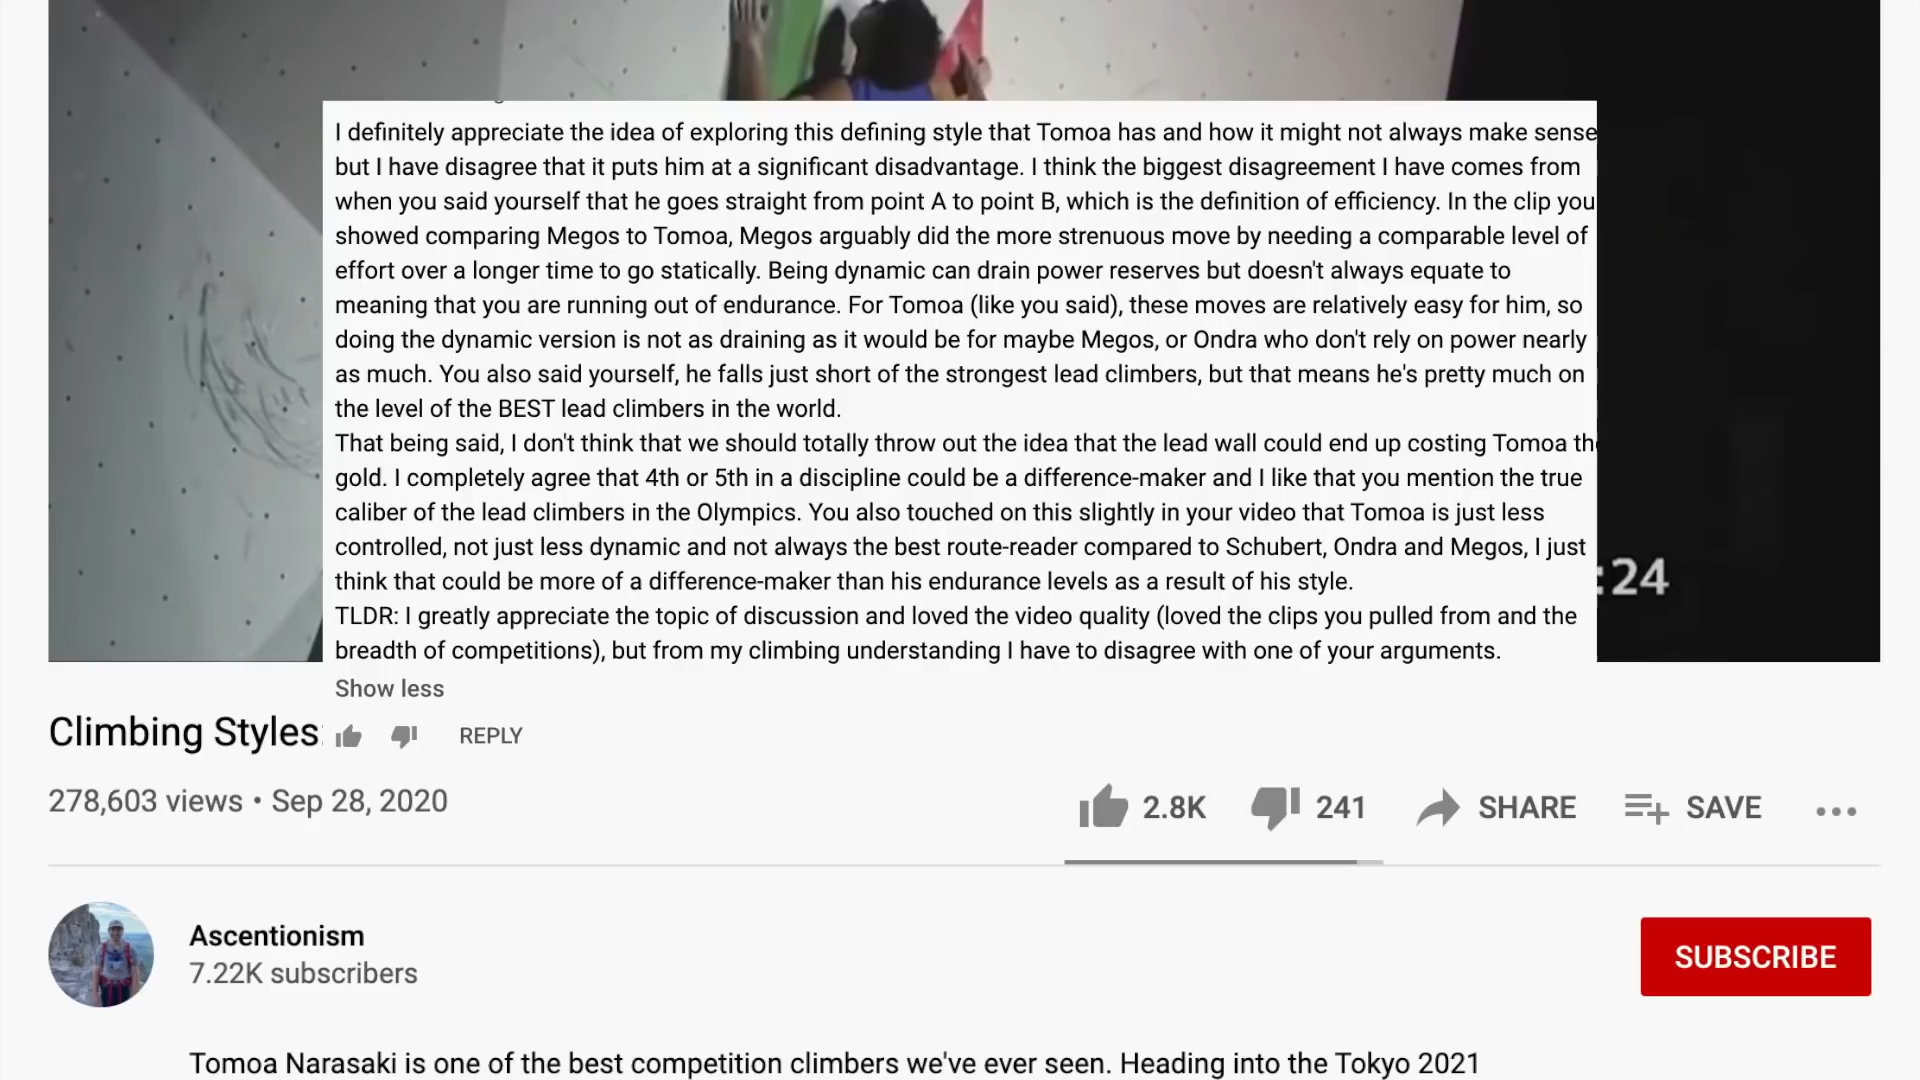 I definitely appreciate the idea of exploring this defining style that Tomoa has and how it might not always make sense
but I have disagree that it puts him at a significant disadvantage. I think the biggest disagreement I have comes from
when you said yourself that he goes straight from point A to point B, which is the definition of efficiency. In the clip you
showed comparing Megos to Tomoa, Megos arguably did the more strenuous move by needing a comparable level of
effort over a longer time to go statically. Being dynamic can drain power reserves but doesn't always equate to
meaning that you are running out of endurance. For Tomoa (like you said), these moves are relatively easy for him, so
doing the dynamic version is not as draining as it would be for maybe Megos, or Ondra who don't rely on power nearly
as much. You also said yourself, he falls just short of the strongest lead climbers, but that means he's pretty much on
the level of the BEST lead climbers in the world.
That being said, I don't think that we should totally throw out the idea that the lead wall could end up costing Tomoa the
gold. I completely agree that 4th or 5th in a discipline could be a difference-maker and I like that you mention the true
caliber of the lead climbers in the Olympics. You also touched on this slightly in your video that Tomoa is just less
controlled, not just less dynamic and not always the best route-reader compared to Schubert, Ondra and Megos, I just
think that could be more of a difference-maker than his endurance levels as a result of his style.
:24
TLDR: I greatly appreciate the topic of discussion and loved the video quality (loved the clips you pulled from and the
breadth of competitions), but from my climbing understanding I have to disagree with one of your arguments.
Show less
Climbing Styles:
REPLY
278,603 views • Sep 28, 2020
2.8K 241 SHARE SAVE
Ascentionism
7.22K subscribers
SUBSCRIBE
Tomoa Narasaki is one of the best competition climbers we've ever seen. Heading into the Tokyo 2021